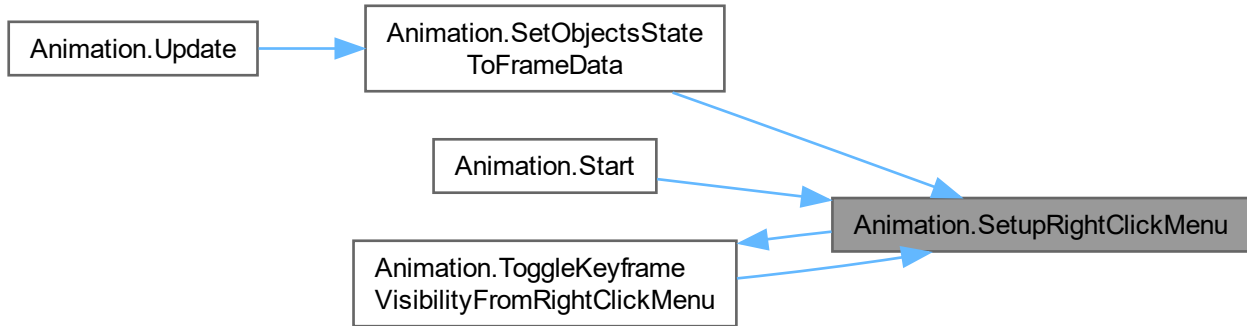 Animation.Update
Animation.SetObjectsState
ToFrameData
Animation.Start
Animation.SetupRightClickMenu
Animation.ToggleKeyframe
VisibilityFromRightClickMenu